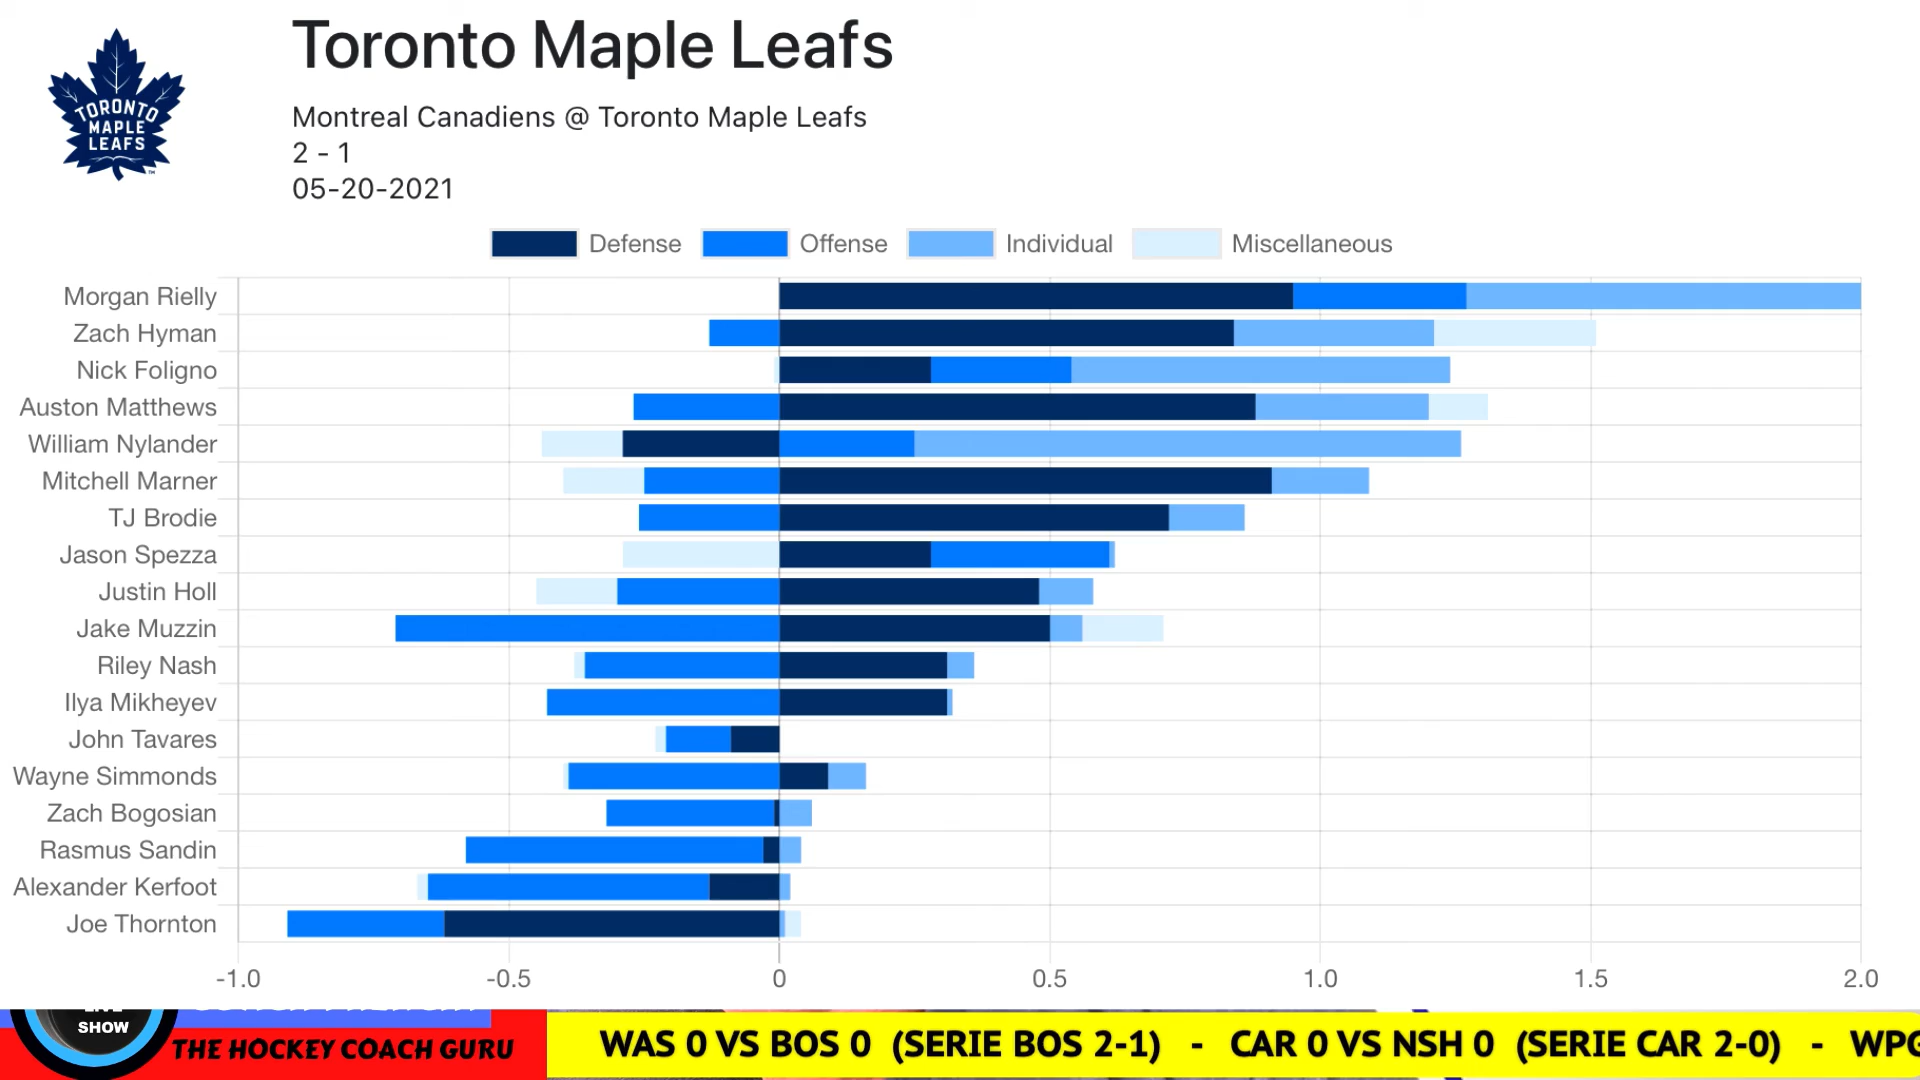 Toronto Maple Leafs
TORONTO
MAPLE
LEAFS
Montreal Canadiens @ Toronto Maple Leafs
2 - 1
05-20-2021
Defense Offense Individual Miscellaneous
Morgan Rielly
Zach Hyman
Nick Foligno
Auston Matthews
William Nylander
Mitchell Marner
TJ Brodie
Jason Spezza
Justin Holl
Jake Muzzin
Riley Nash
Ilya Mikheyev
John Tavares
Wayne Simmonds
Zach Bogosian
Rasmus Sandin
Alexander Kerfoot
Joe Thornton
-1.0 -0.5 0 0.5 1.0 1.5 2.0
LIVE
SHOW
THE HOCKEY COACH GURU
WAS 0 VS BOS 0 (SERIE BOS 2-1) - CAR 0 VS NSH 0 (SERIE CAR 2-0) - WPG